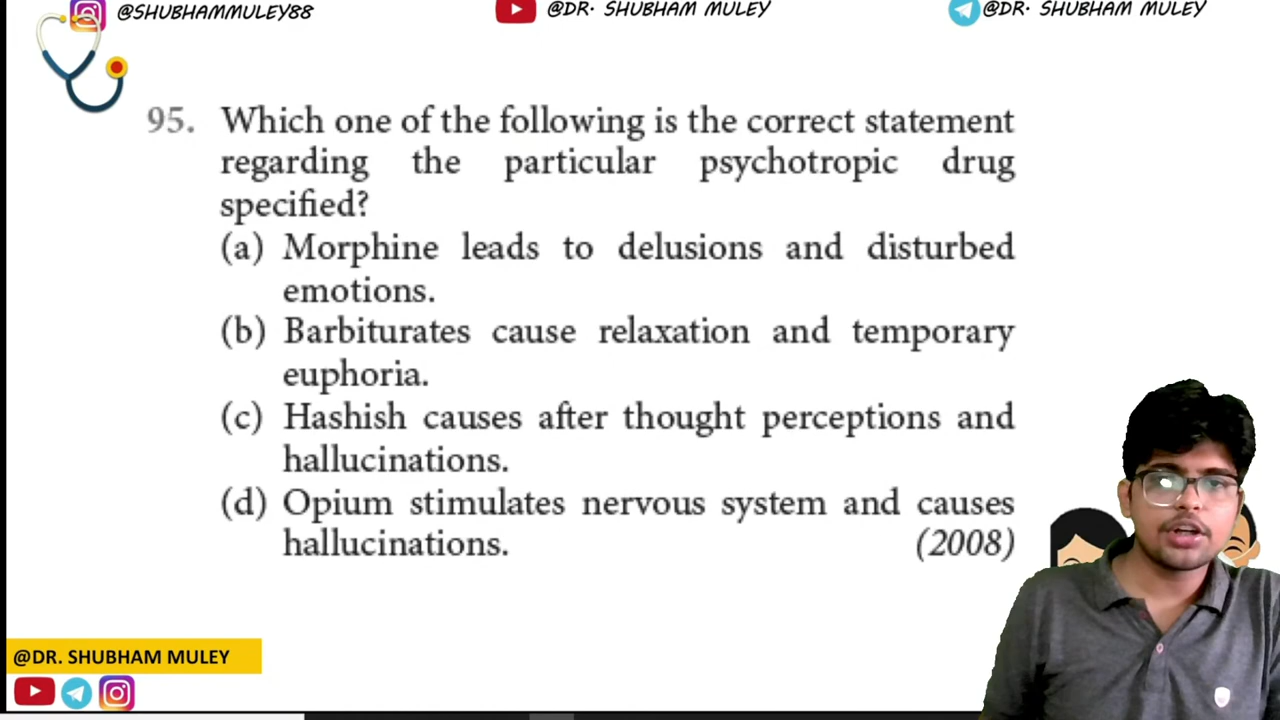 @SHUBHAMMULEY88
@DR. SHUBHAM MULEY
@DR. SHUBHAM MULEY
95. Which one of the following is the correct statement
regarding the particular psychotropic drug
specified?
(a) Morphine leads to delusions and disturbed
emotions.
(b) Barbiturates cause relaxation and temporary
euphoria.
(c) Hashish causes after thought perceptions and
hallucinations.
(d) Opium stimulates nervous system and causes
hallucinations. (2008)
@DR. SHUBHAM MULEY